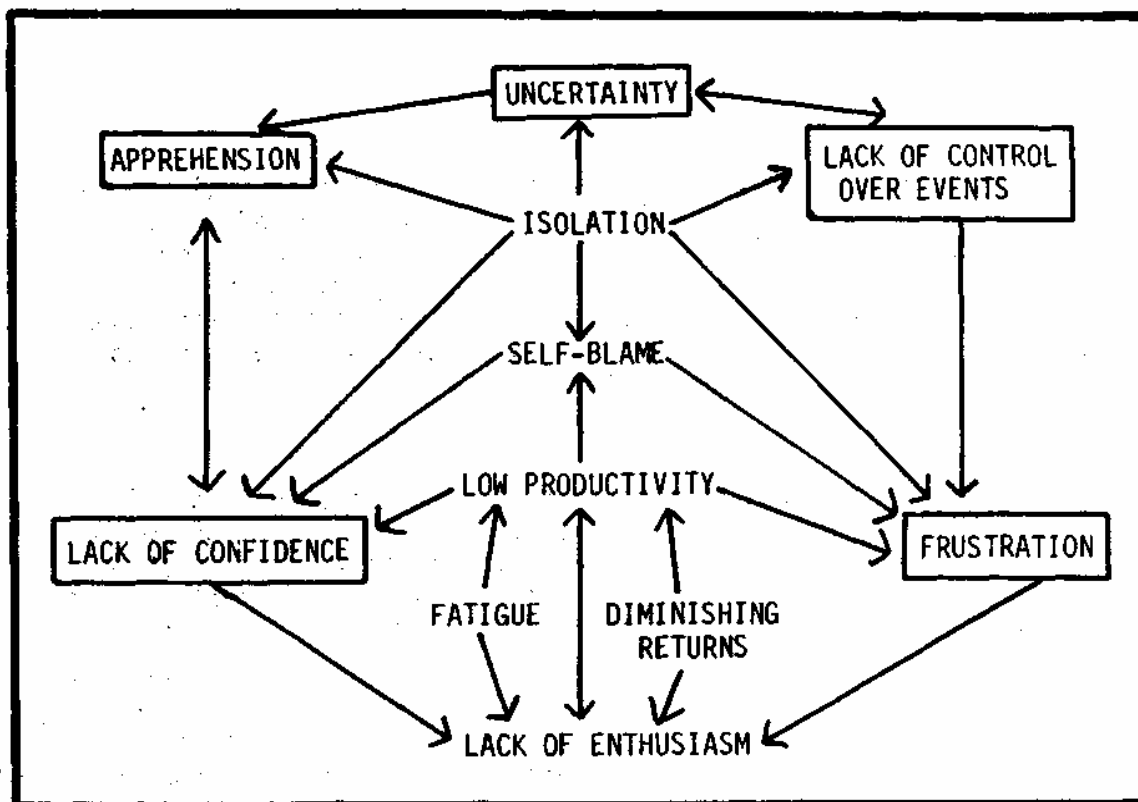 UNCERTAINTY
APPREHENSION
LACK OF CONTROL
OVER EVENTS
ISOLATION
SELF-BLAME
LOW PRODUCTIVITY
LACK OF CONFIDENCE
FRUSTRATION
FATIGUE
DIMINISHING
RETURNS
LACK OF ENTHUSIASM